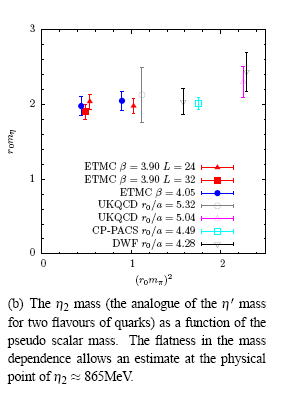 3
2
1
0
r₀mη
0 1 2
(r₀mπ)²
ETMC β = 3.90 L = 24
ETMC β = 3.90 L = 32
ETMC β = 4.05
UKQCD r₀/a = 5.32
UKQCD r₀/a = 5.04
CP-PACS r₀/a = 4.49
DWF r₀/a = 4.28
(b) The η₂ mass (the analogue of the η′ mass
for two flavours of quarks) as a function of the
pseudo scalar mass. The flatness in the mass
dependence allows an estimate at the physical
point of η₂ ≈ 865MeV.